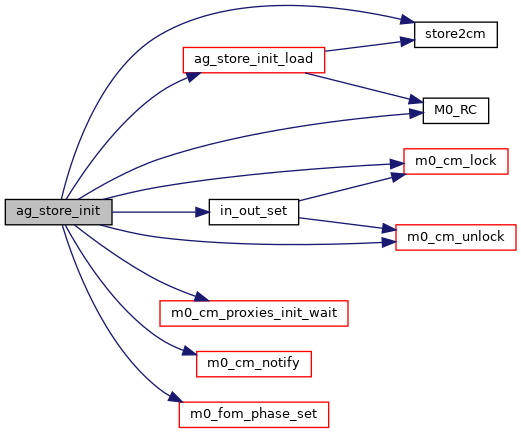 store2cm
ag_store_init_load
M0_RC
m0_cm_lock
ag_store_init
in_out_set
m0_cm_unlock
m0_cm_proxies_init_wait
m0_cm_notify
m0_fom_phase_set